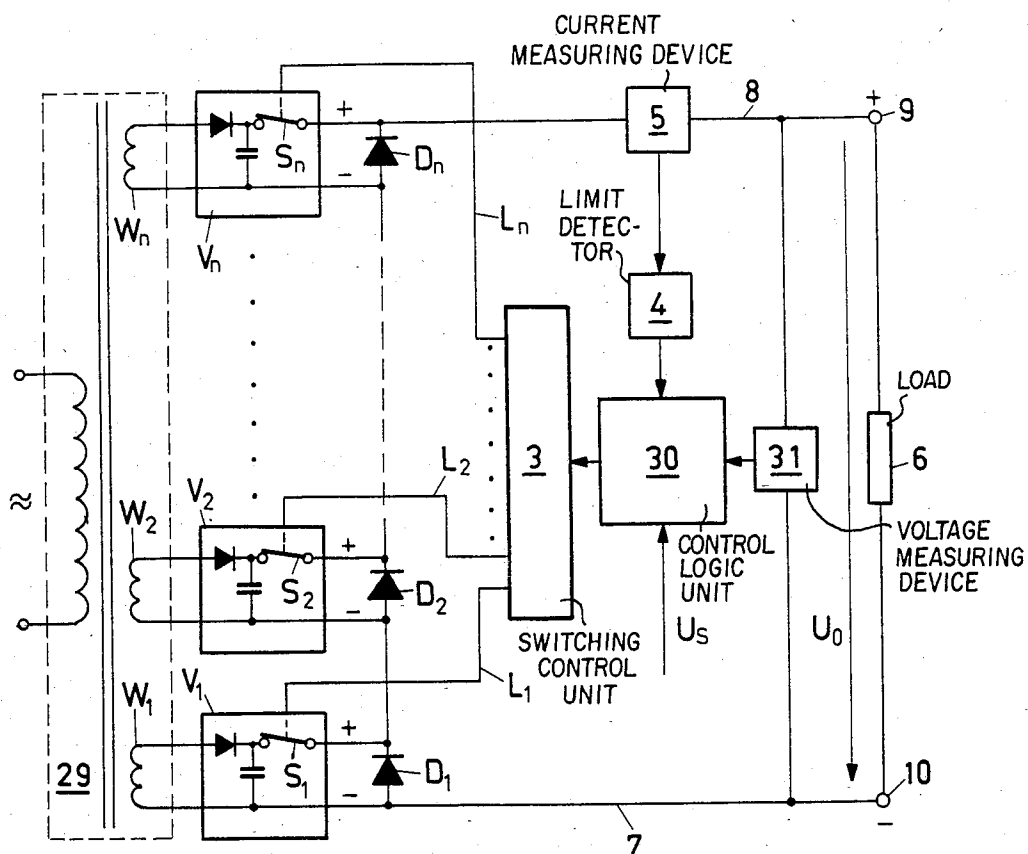 CURRENT
MEASURING DEVICE
+
5
8
+
9
Sn
Dn
−
Wn
Vn
Ln
LIMIT
DETEC-
TOR
4
LOAD
3
30
31
6
≈
L2
V2
W2
+
S2
D2
−
CONTROL
LOGIC
UNIT
VOLTAGE
MEASURING
DEVICE
US
U0
SWITCHING
CONTROL
UNIT
L1
V1
W1
+
S1
D1
−
29
7
10
−